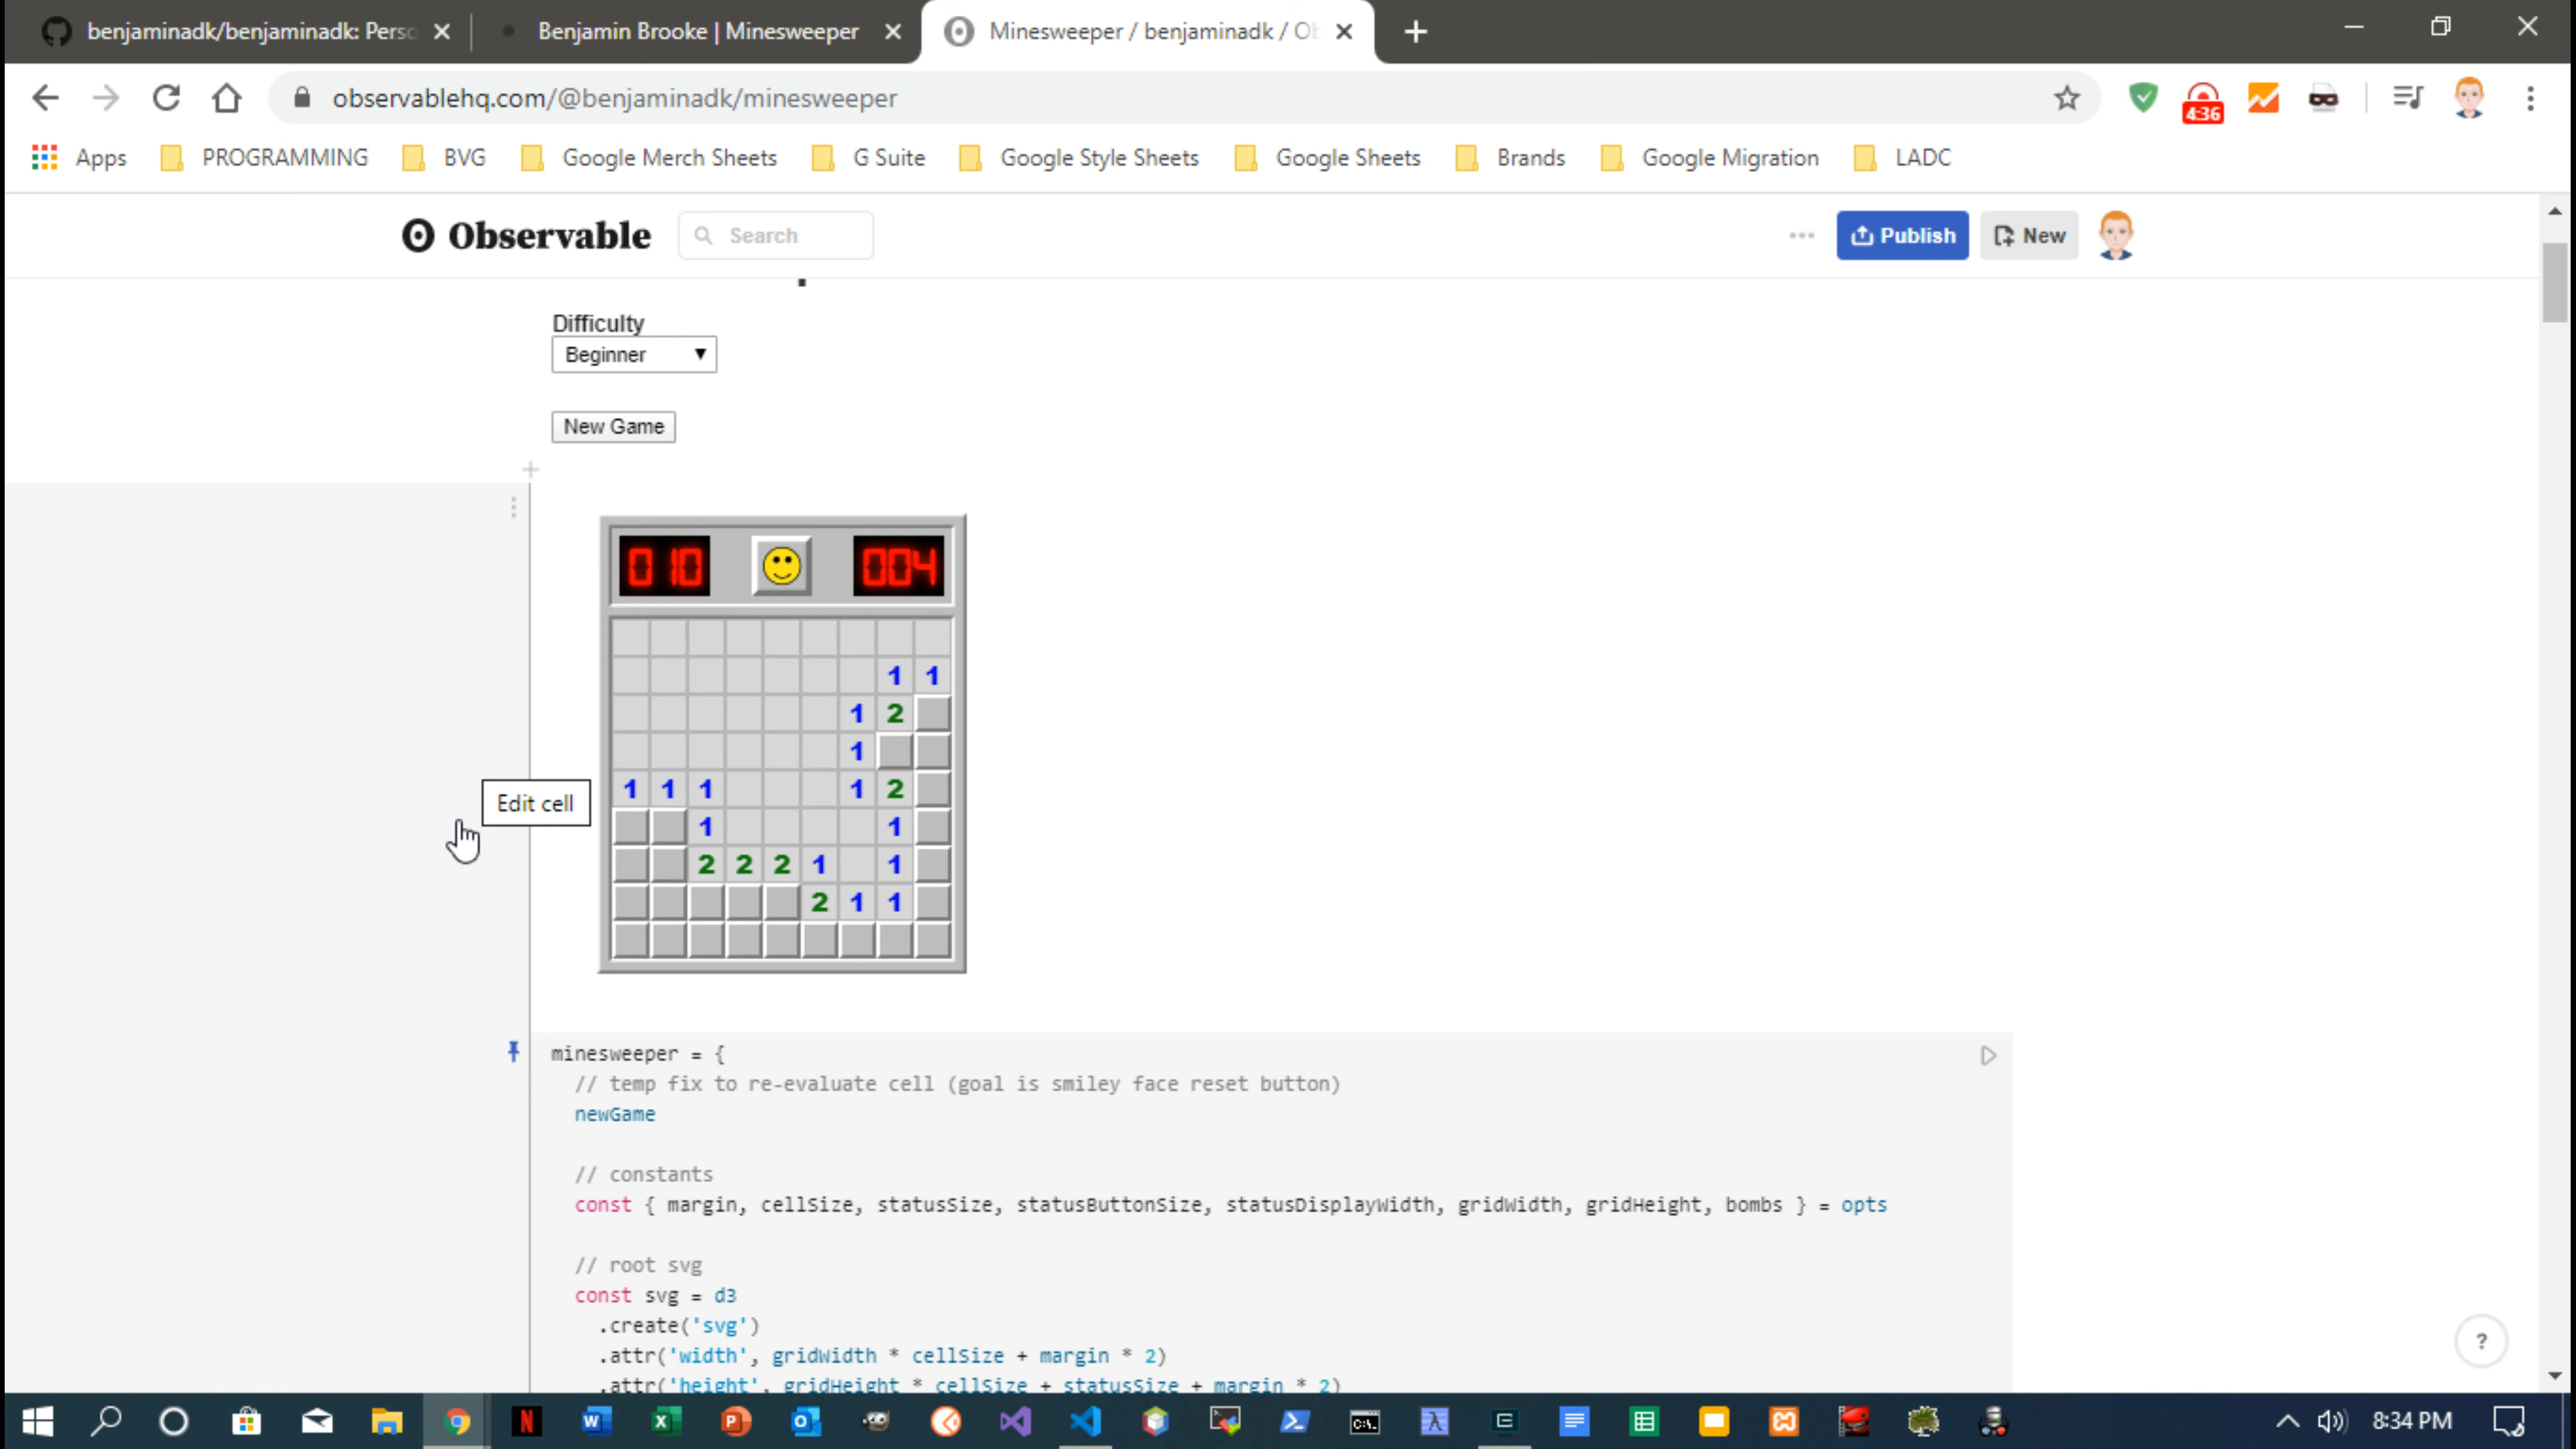 benjaminadk/benjaminadk: Perso
Benjamin Brooke | Minesweeper
Minesweeper / benjaminadk / Ob
observablehq.com/@benjaminadk/minesweeper
4:36
Apps PROGRAMMING BVG Google Merch Sheets G Suite Google Style Sheets Google Sheets Brands Google Migration LADC
Observable
Search
Publish
New
Difficulty
Beginner
New Game
010 004
1 1
1 2
1
1 1 1 1 2
1 1
2 2 2 1 1
2 1 1
Edit cell
minesweeper = {
// temp fix to re-evaluate cell (goal is smiley face reset button)
newGame
// constants
const { margin, cellSize, statusSize, statusButtonSize, statusDisplayWidth, gridWidth, gridHeight, bombs } = opts
// root svg
const svg = d3
.create('svg')
.attr('width', gridWidth * cellSize + margin * 2)
.attr('height', gridHeight * cellSize + statusSize + margin * 2)
?
8:34 PM